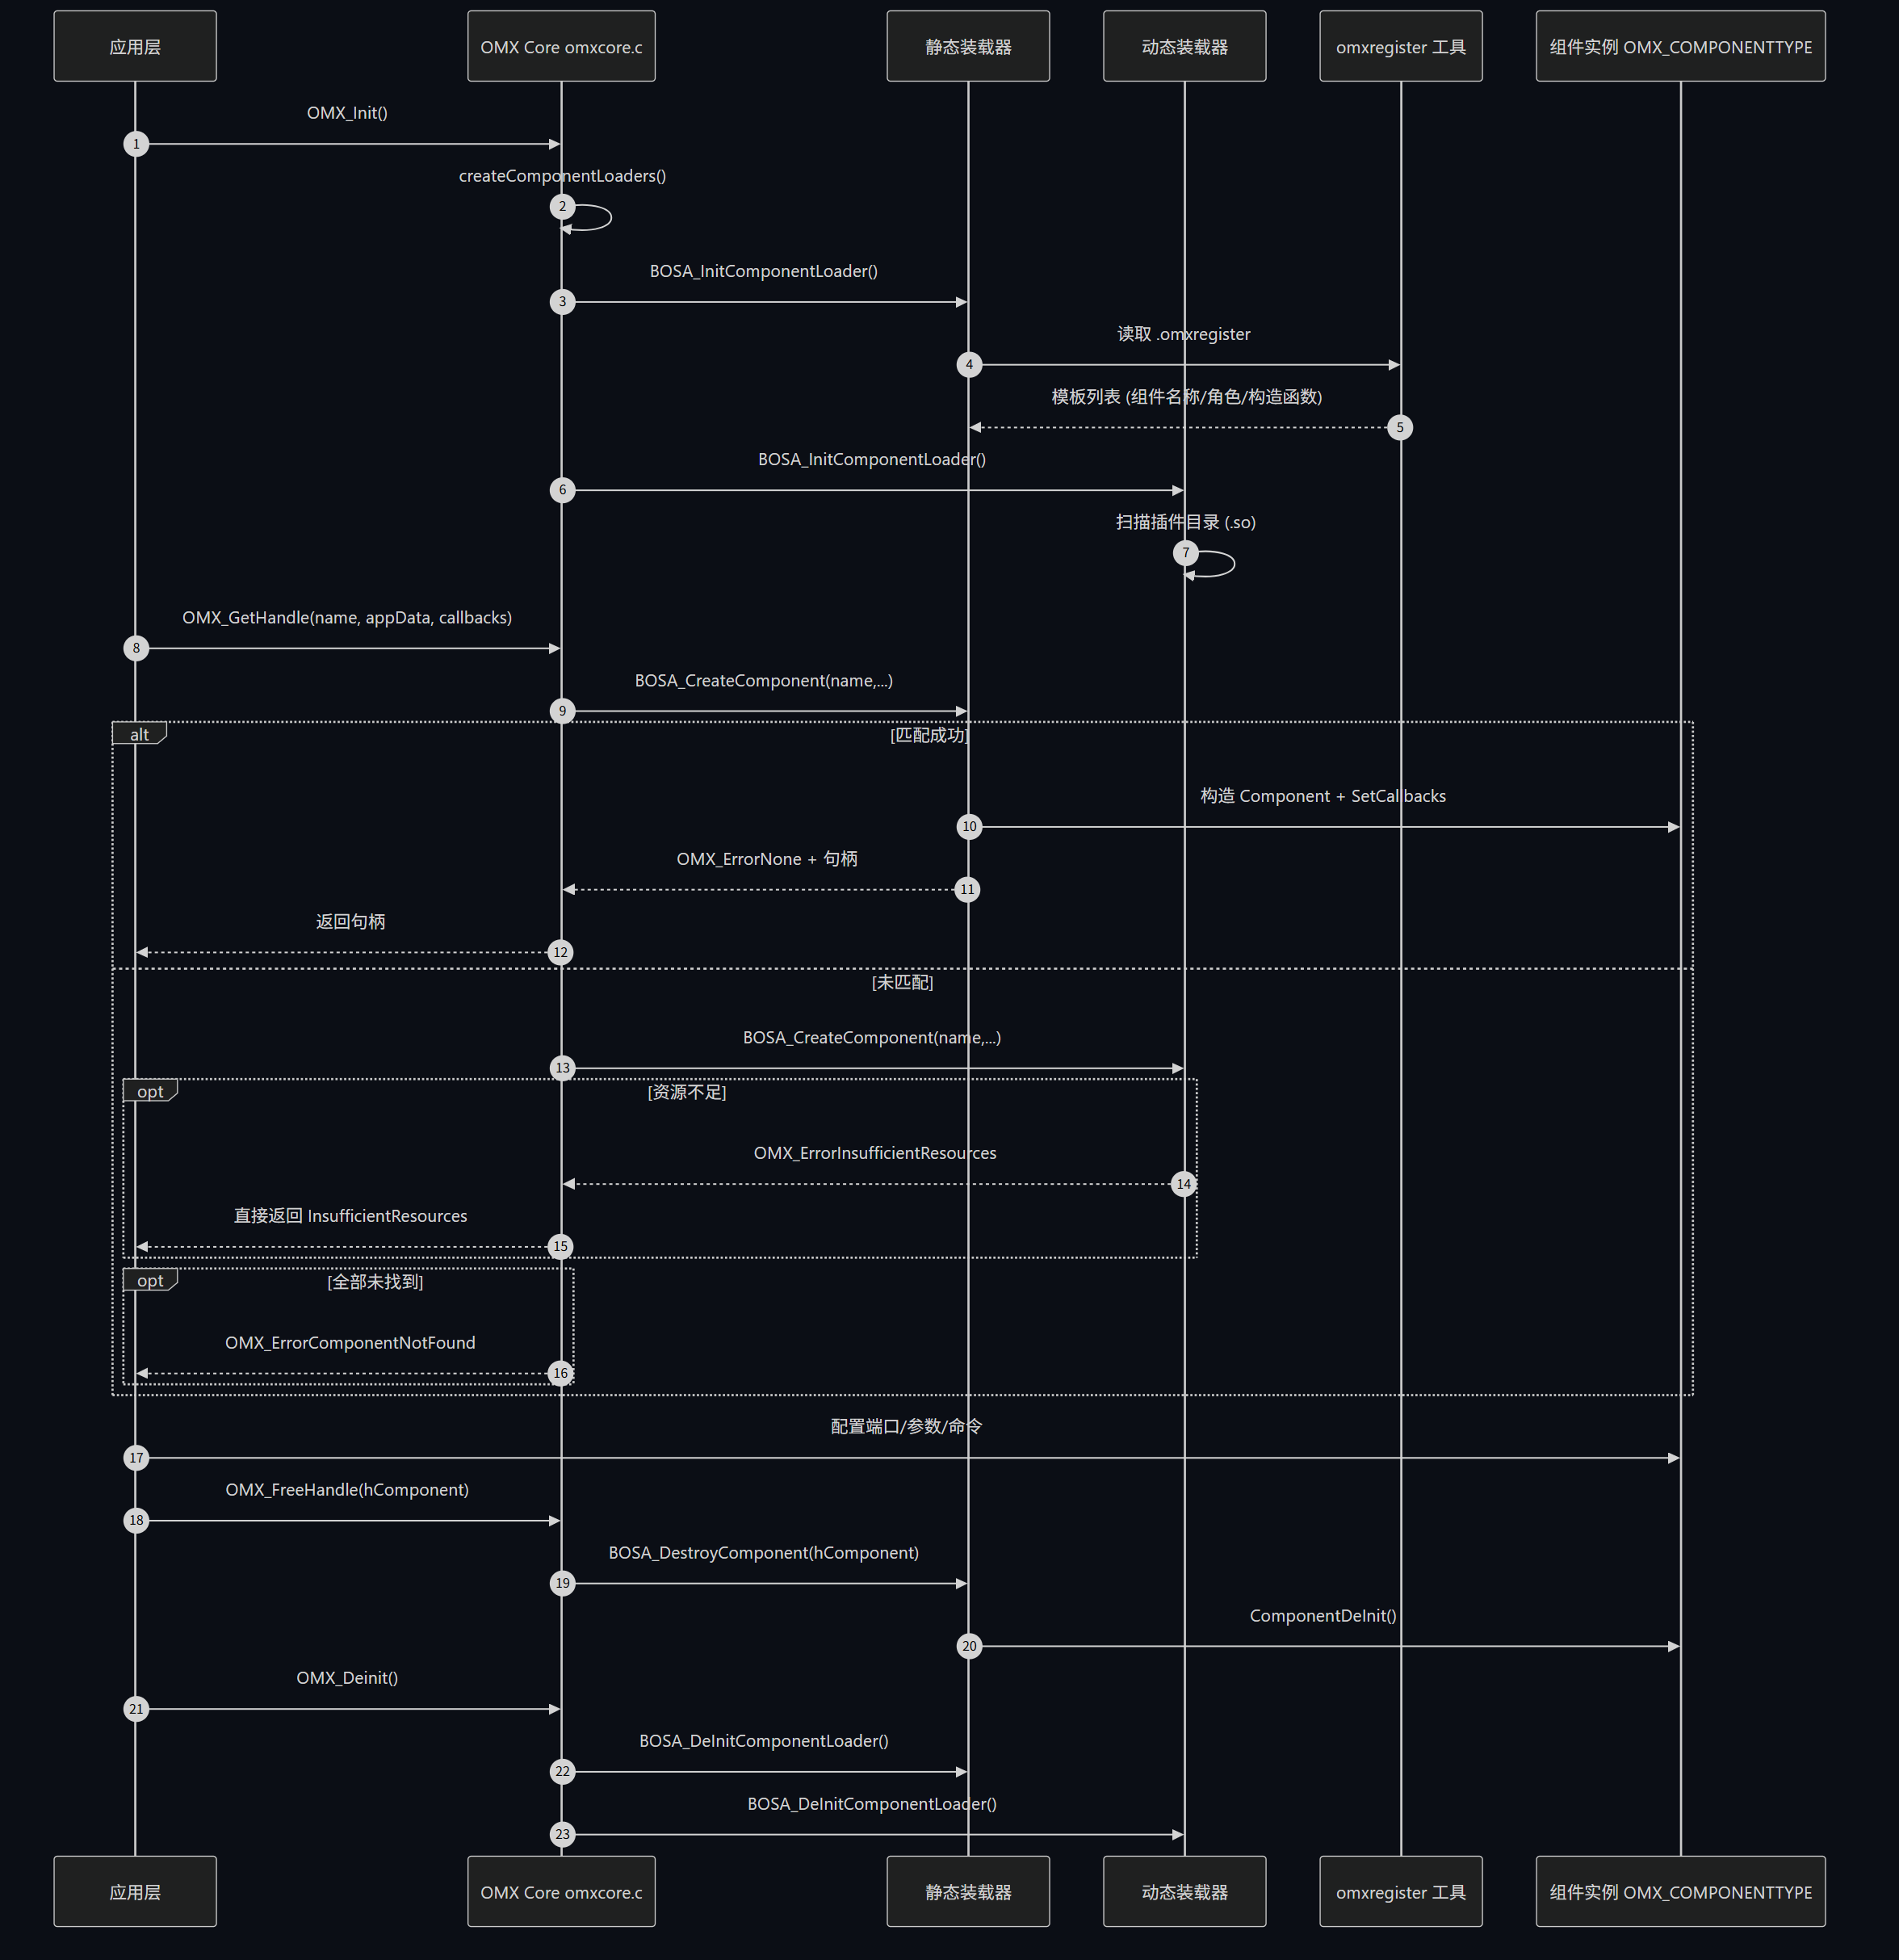 应用层
OMX Core omxcore.c
静态装载器
动态装载器
omxregister 工具
组件实例 OMX_COMPONENTTYPE
OMX_Init()
1
createComponentLoaders()
2
BOSA_InitComponentLoader()
3
读取 .omxregister
4
模板列表 (组件名称/角色/构造函数)
5
BOSA_InitComponentLoader()
6
扫描插件目录 (.so)
7
OMX_GetHandle(name, appData, callbacks)
8
BOSA_CreateComponent(name,...)
9
alt
[匹配成功]
构造 Component + SetCallbacks
10
OMX_ErrorNone + 句柄
11
返回句柄
12
[未匹配]
BOSA_CreateComponent(name,...)
13
opt
[资源不足]
OMX_ErrorInsufficientResources
14
直接返回 InsufficientResources
15
opt
[全部未找到]
OMX_ErrorComponentNotFound
16
配置端口/参数/命令
17
OMX_FreeHandle(hComponent)
18
BOSA_DestroyComponent(hComponent)
19
ComponentDeInit()
20
OMX_Deinit()
21
BOSA_DeInitComponentLoader()
22
BOSA_DeInitComponentLoader()
23
应用层
OMX Core omxcore.c
静态装载器
动态装载器
omxregister 工具
组件实例 OMX_COMPONENTTYPE